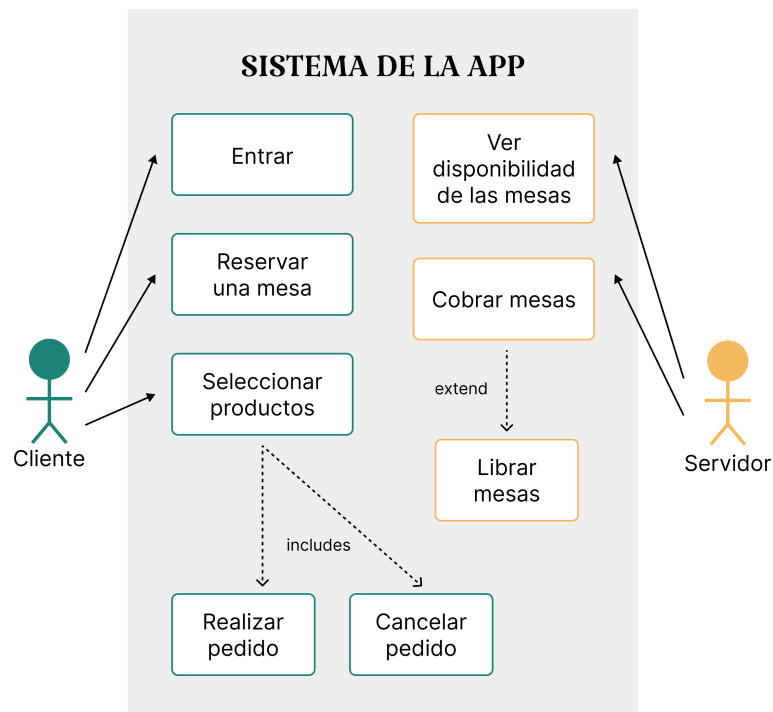 SISTEMA DE LA APP
Entrar
Reservar
una mesa
Seleccionar
productos
Cliente
includes
Realizar
pedido
Cancelar
pedido
Ver
disponibilidad
de las mesas
Cobrar mesas
extend
Librar
mesas
Servidor